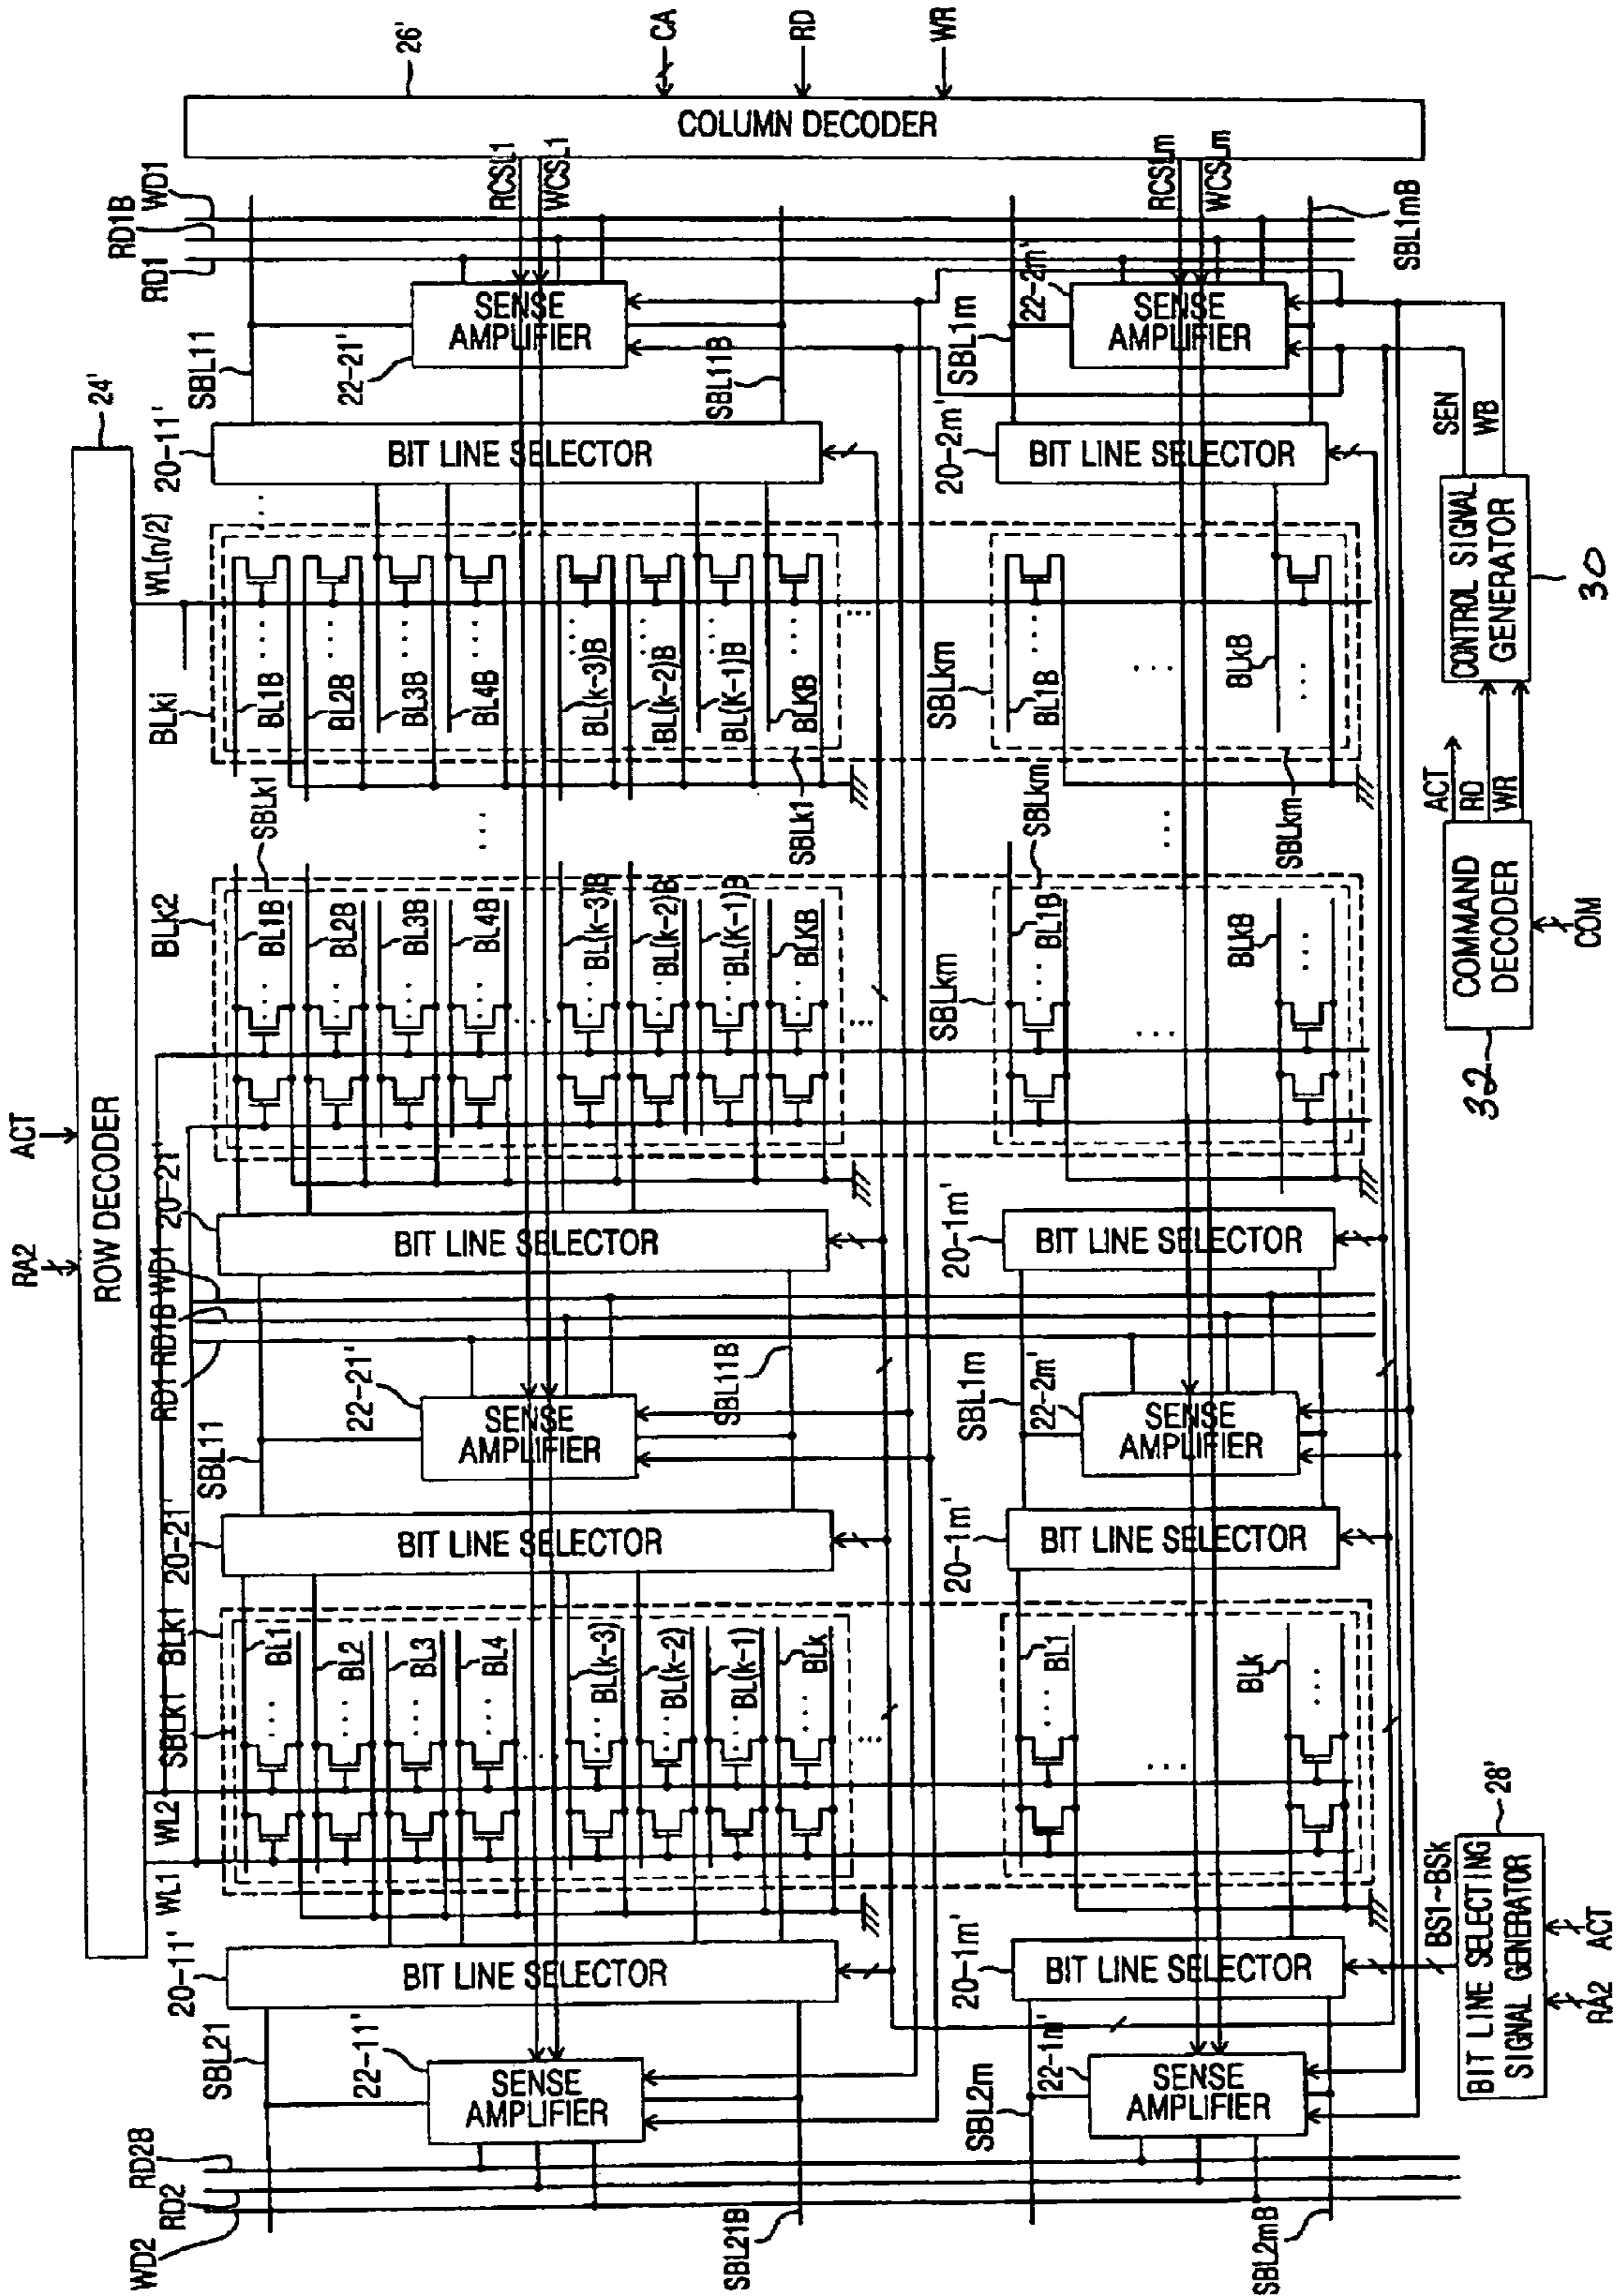 ACT
RA2
ROW DECODER
24'
26'
COLUMN DECODER
CA
RD
WR
RD1
RD1B
WD1
RCSL1
WCSL1
RCSLm
WCSLm
SBL11
SENSE
AMPLIFIER
22-21'
SBL11B
SBL1m
SENSE
AMPLIFIER
22-2m'
SBL1mB
20-11'
BIT LINE SELECTOR
20-2m'
BIT LINE SELECTOR
WL(n/2)
BLKi
BL1B
BL2B
BL3B
BL4B
BL(k-3)B
BL(k-2)B
BL(K-1)B
BLKB
SBLK1
SBLKm
BL1B
BLkB
SBLKm
BLK2
SBLK1
BL1B
BL2B
BL3B
BL4B
BL(k-3)B
BL(k-2)B
BL(K-1)B
BLKB
SBLKm
SBLKm
BL1B
BLkB
20-21'
BIT LINE SELECTOR
20-1m'
BIT LINE SELECTOR
RD1
RD1B
WD1
SBL11
22-21'
SENSE
AMPLIFIER
SBL11B
SBL1m
22-2m'
SENSE
AMPLIFIER
20-21'
BIT LINE SELECTOR
20-1m'
BIT LINE SELECTOR
WL1
WL2
SBLK1
BLK1
BL1
BL2
BL3
BL4
BL(k-3)
BL(k-2)
BL(k-1)
BLk
BL1
BLk
20-11'
BIT LINE SELECTOR
20-1m'
BIT LINE SELECTOR
SBL21
22-11'
SENSE
AMPLIFIER
SBL21B
SBL2m
22-1m'
SENSE
AMPLIFIER
SBL2mB
WD2
RD2
RD2B
BS1~BSk
BIT LINE SELECTING
SIGNAL GENERATOR
28'
RA2
ACT
COMMAND
DECODER
32
COM
ACT
RD
WR
CONTROL SIGNAL
GENERATOR
30
SEN
WB